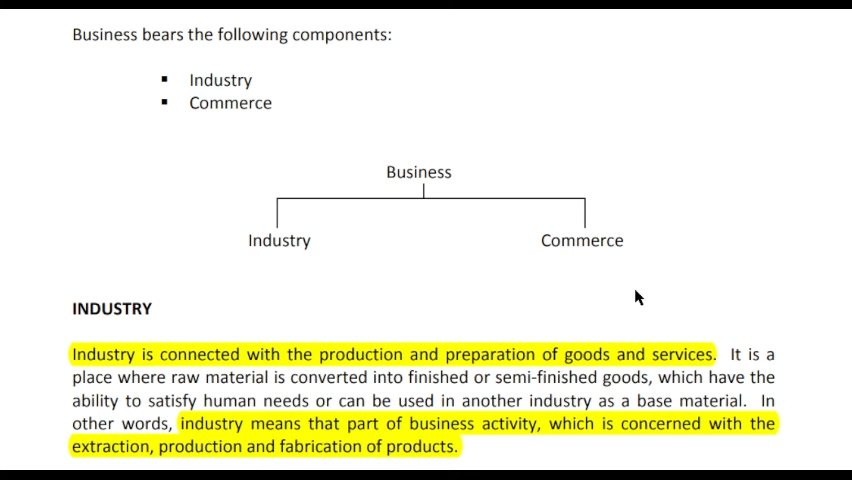 Business bears the following components:
▪ Industry
▪ Commerce
Business
Industry Commerce
INDUSTRY
Industry is connected with the production and preparation of goods and services. It is a
place where raw material is converted into finished or semi-finished goods, which have the
ability to satisfy human needs or can be used in another industry as a base material. In
other words, industry means that part of business activity, which is concerned with the
extraction, production and fabrication of products.